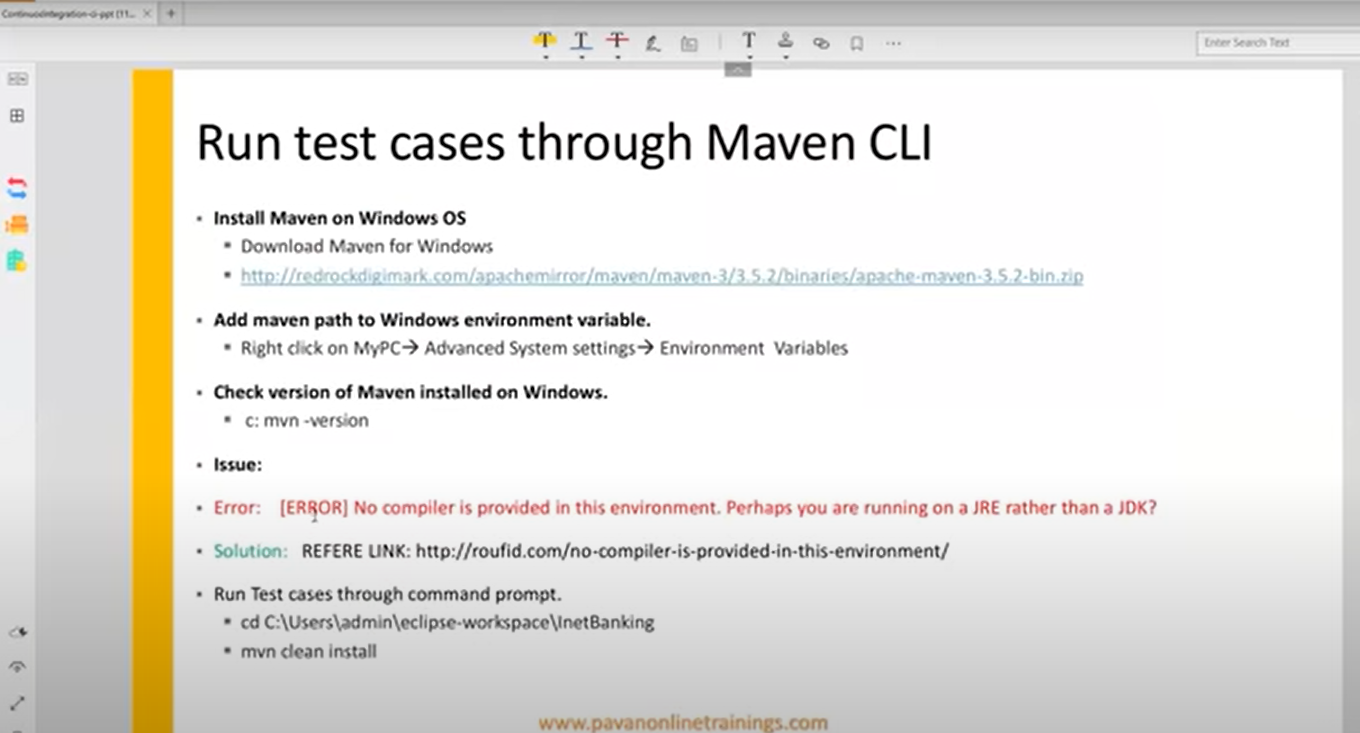 Continuosintegration-ci-ppt (11...
Enter Search Text
Run test cases through Maven CLI
▪ Install Maven on Windows OS
▪ Download Maven for Windows
▪ http://redrockdigimark.com/apachemirror/maven/maven-3/3.5.2/binaries/apache-maven-3.5.2-bin.zip
▪ Add maven path to Windows environment variable.
▪ Right click on MyPC→ Advanced System settings→ Environment Variables
▪ Check version of Maven installed on Windows.
▪ c: mvn -version
▪ Issue:
▪ Error: [ERROR] No compiler is provided in this environment. Perhaps you are running on a JRE rather than a JDK?
▪ Solution: REFERE LINK: http://roufid.com/no-compiler-is-provided-in-this-environment/
▪ Run Test cases through command prompt.
▪ cd C:\Users\admin\eclipse-workspace\InetBanking
▪ mvn clean install
www.pavanonlinetrainings.com